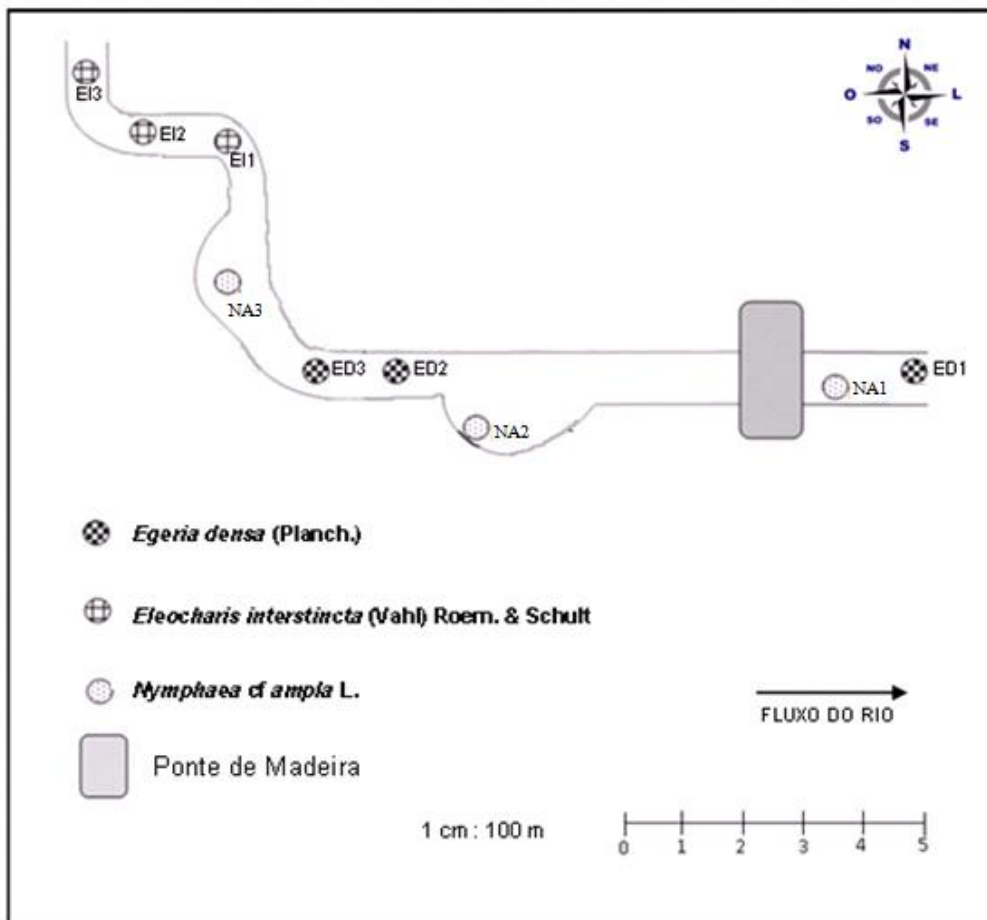 N
NO NE
O L
SO SE
S
EI3
EI2
EI1
NA3
ED3 ED2 ED1
NA1
NA2
Egeria densa (Planch.)
Eleocharis interstincta (Vahl) Roem. & Schult
Nymphaea cf ampla L.
FLUXO DO RIO
Ponte de Madeira
1 cm : 100 m
0 1 2 3 4 5